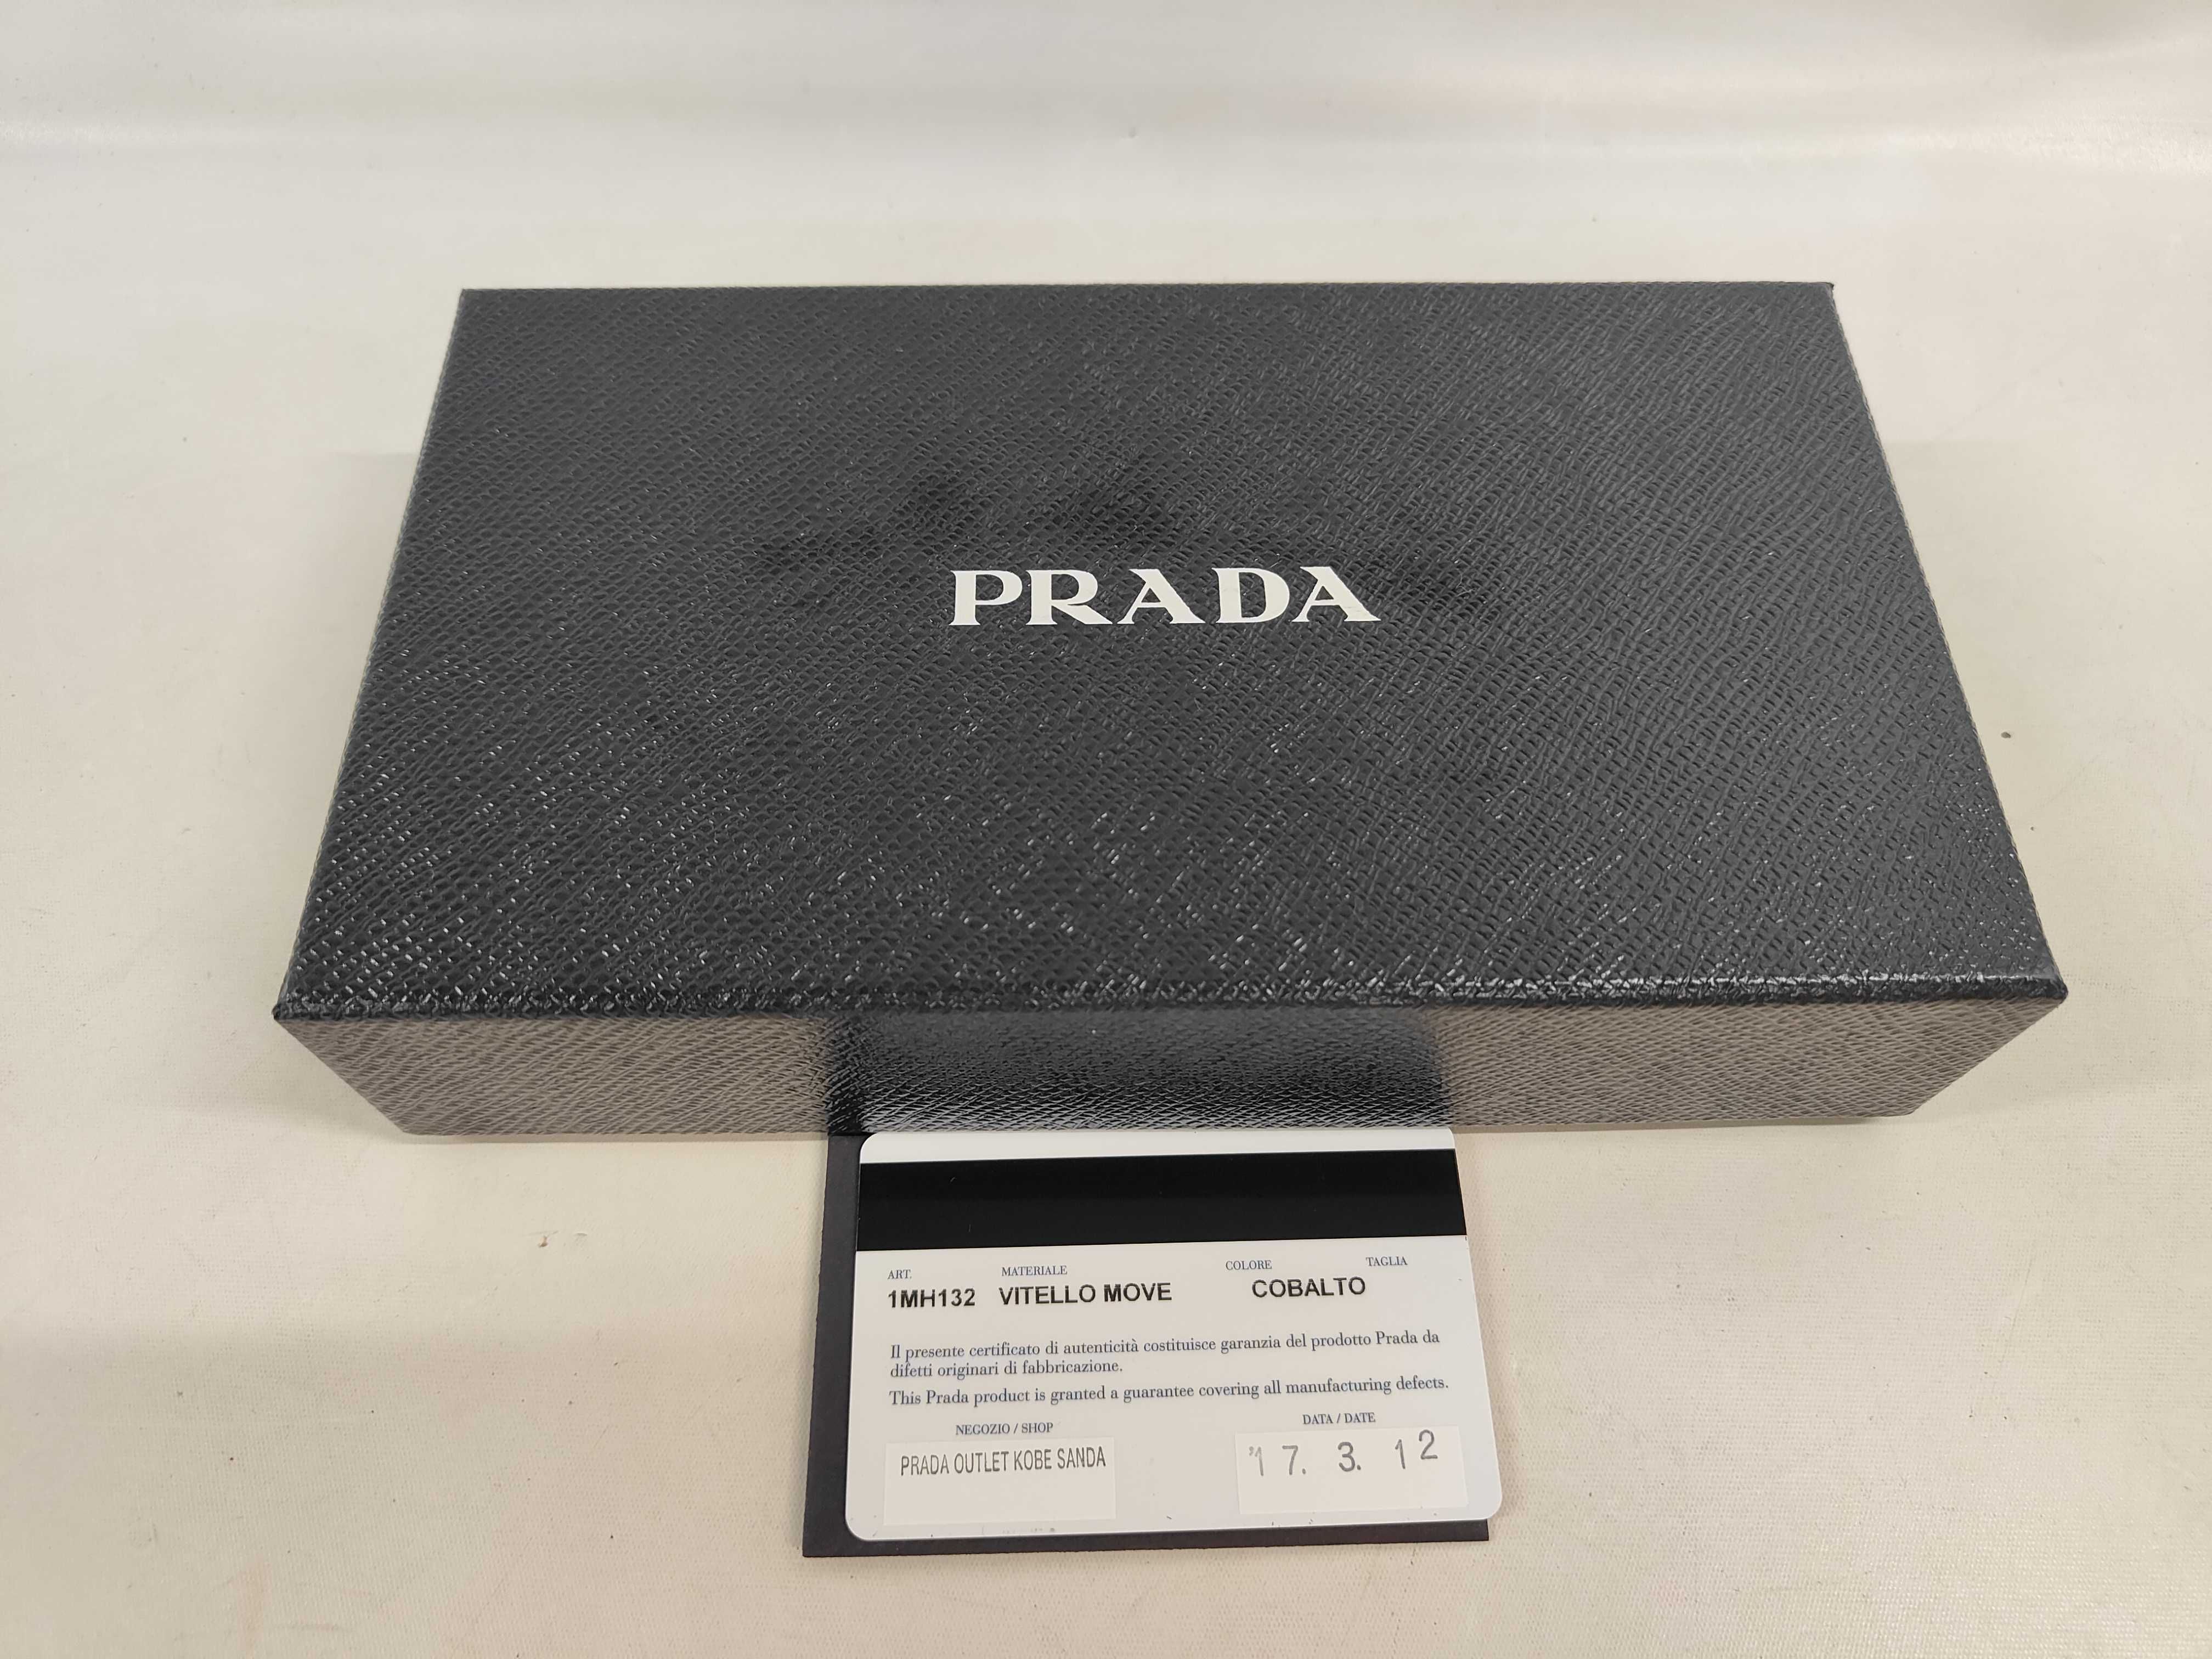 PRADA
ART. MATERIALE COLORE TAGLIA
1MH132 VITELLO MOVE COBALTO
Il presente certificato di autenticità costituisce garanzia del prodotto Prada da
difetti originari di fabbricazione.
This Prada product is granted a guarantee covering all manufacturing defects.
NEGOZIO / SHOP DATA / DATE
PRADA OUTLET KOBE SANDA '17. 3. 12